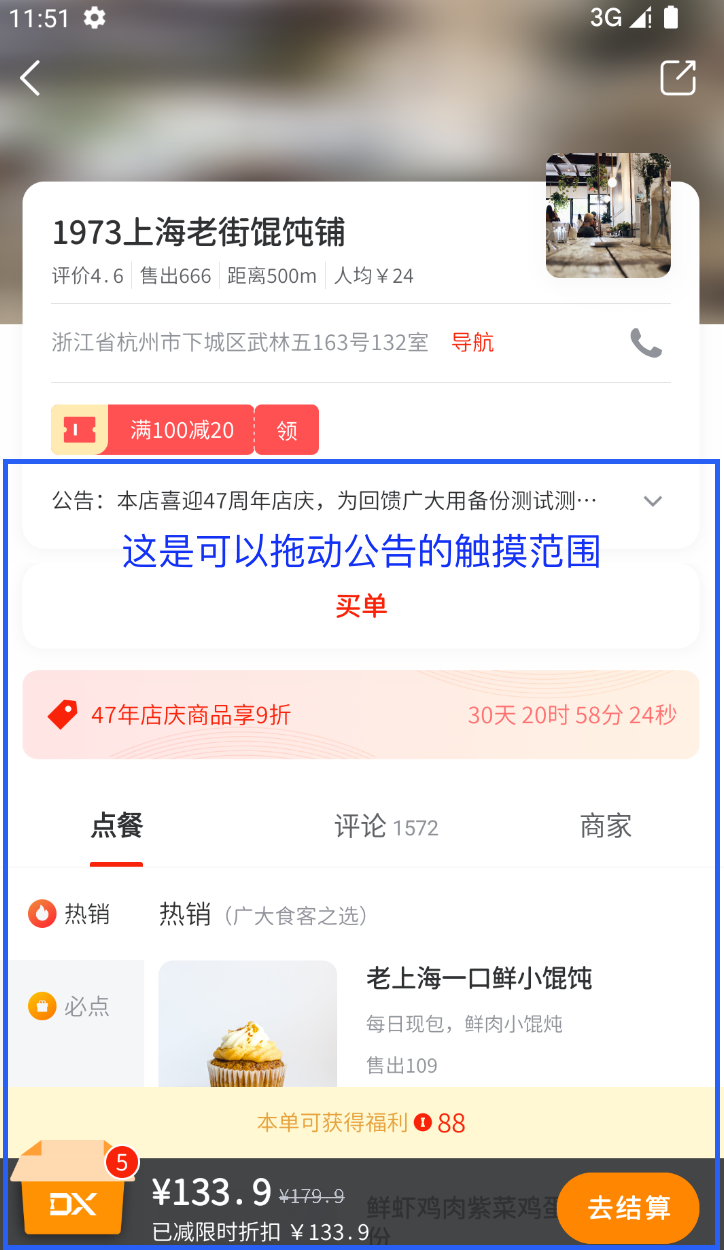 11:51 3G
1973上海老街馄饨铺
评价4.6 售出666 距离500m 人均￥24
浙江省杭州市下城区武林五163号132室 导航
满100减20 领
公告：本店喜迎47周年店庆，为回馈广大用备份测试测…
这是可以拖动公告的触摸范围
买单
47年店庆商品享9折 30天 20时 58分 24秒
点餐 评论 1572 商家
热销 热销（广大食客之选）
老上海一口鲜小馄饨
必点
每日现包，鲜肉小馄炖
售出109
本单可获得福利 88
5
DX ¥133.9 ¥179.9 鲜虾鸡肉紫菜鸡蛋 去结算
已减限时折扣 ￥133.9 份